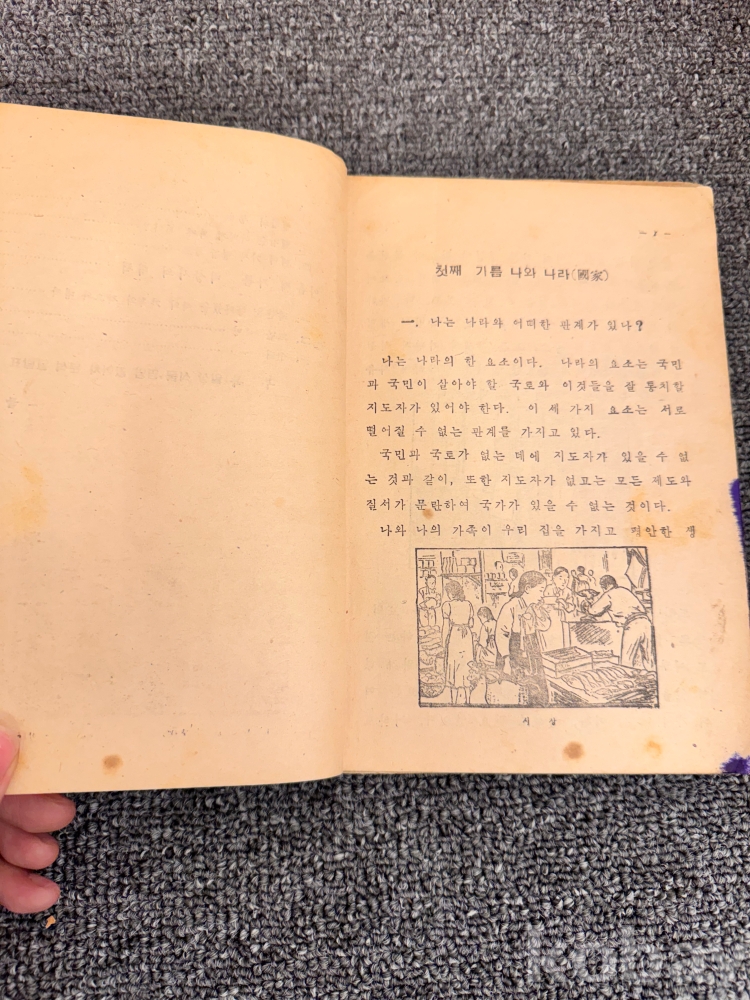 - 1 -
첫째 기름 나와 나라(國家)
一. 나는 나라와 어떠한 관계가 있나?
나는 나라의 한 요소이다. 나라의 요소는 국민
과 국민이 살아야 할 국토와 이것들을 잘 통치할
지도자가 있어야 한다. 이 세 가지 요소는 서로
떨어질 수 없는 관계를 가지고 있다.
국민과 국토가 없는 데에 지도자가 있을 수 없
는 것과 같이, 또한 지도자가 없고는 모든 제도와
질서가 문란하여 국가가 있을 수 없는 것이다.
나와 나의 가족이 우리 집을 가지고 평안한 생
시 장